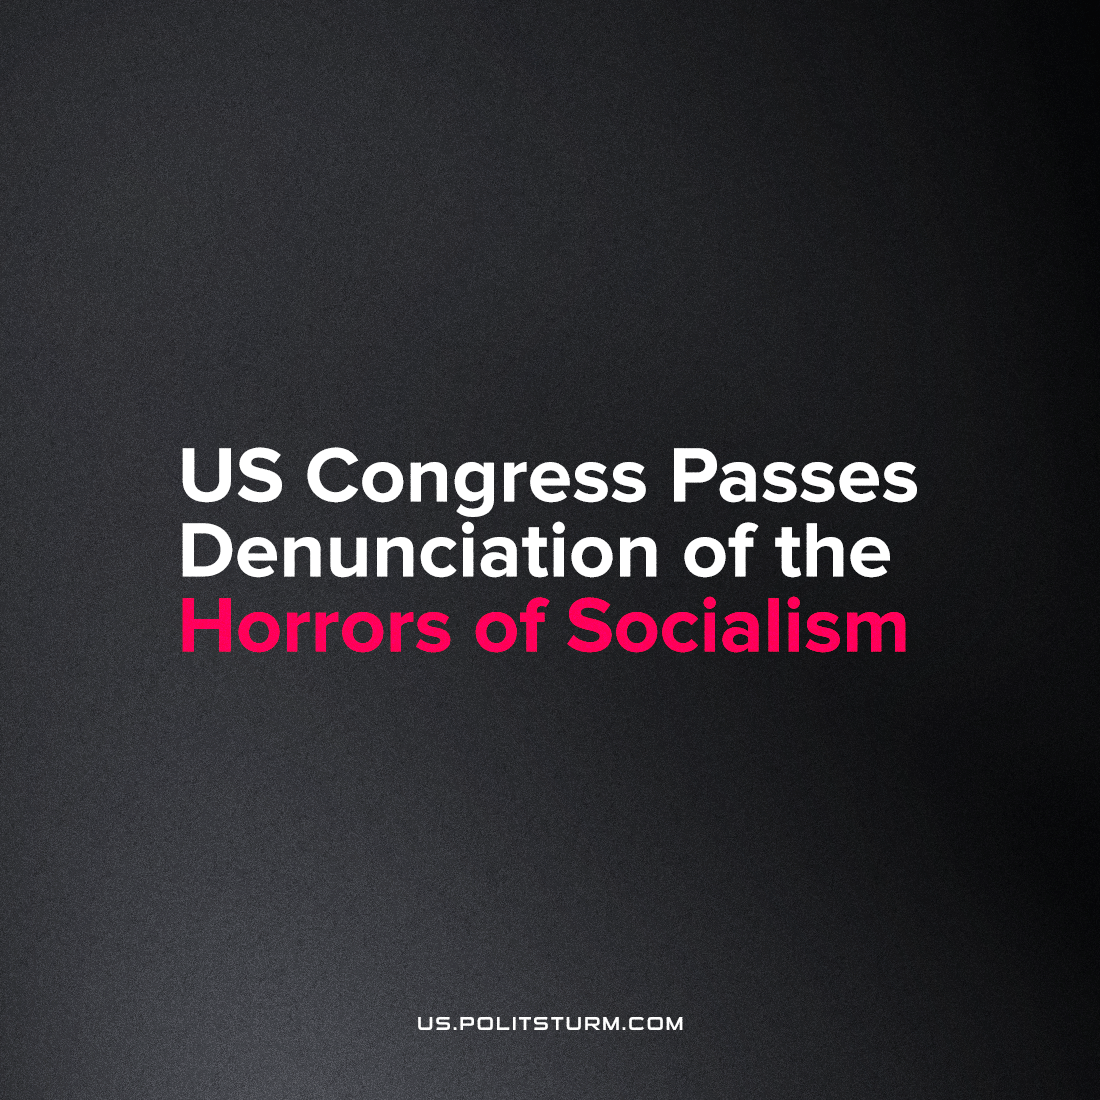 US Congress Passes
Denunciation of the
Horrors of Socialism
US.POLITSTURM.COM